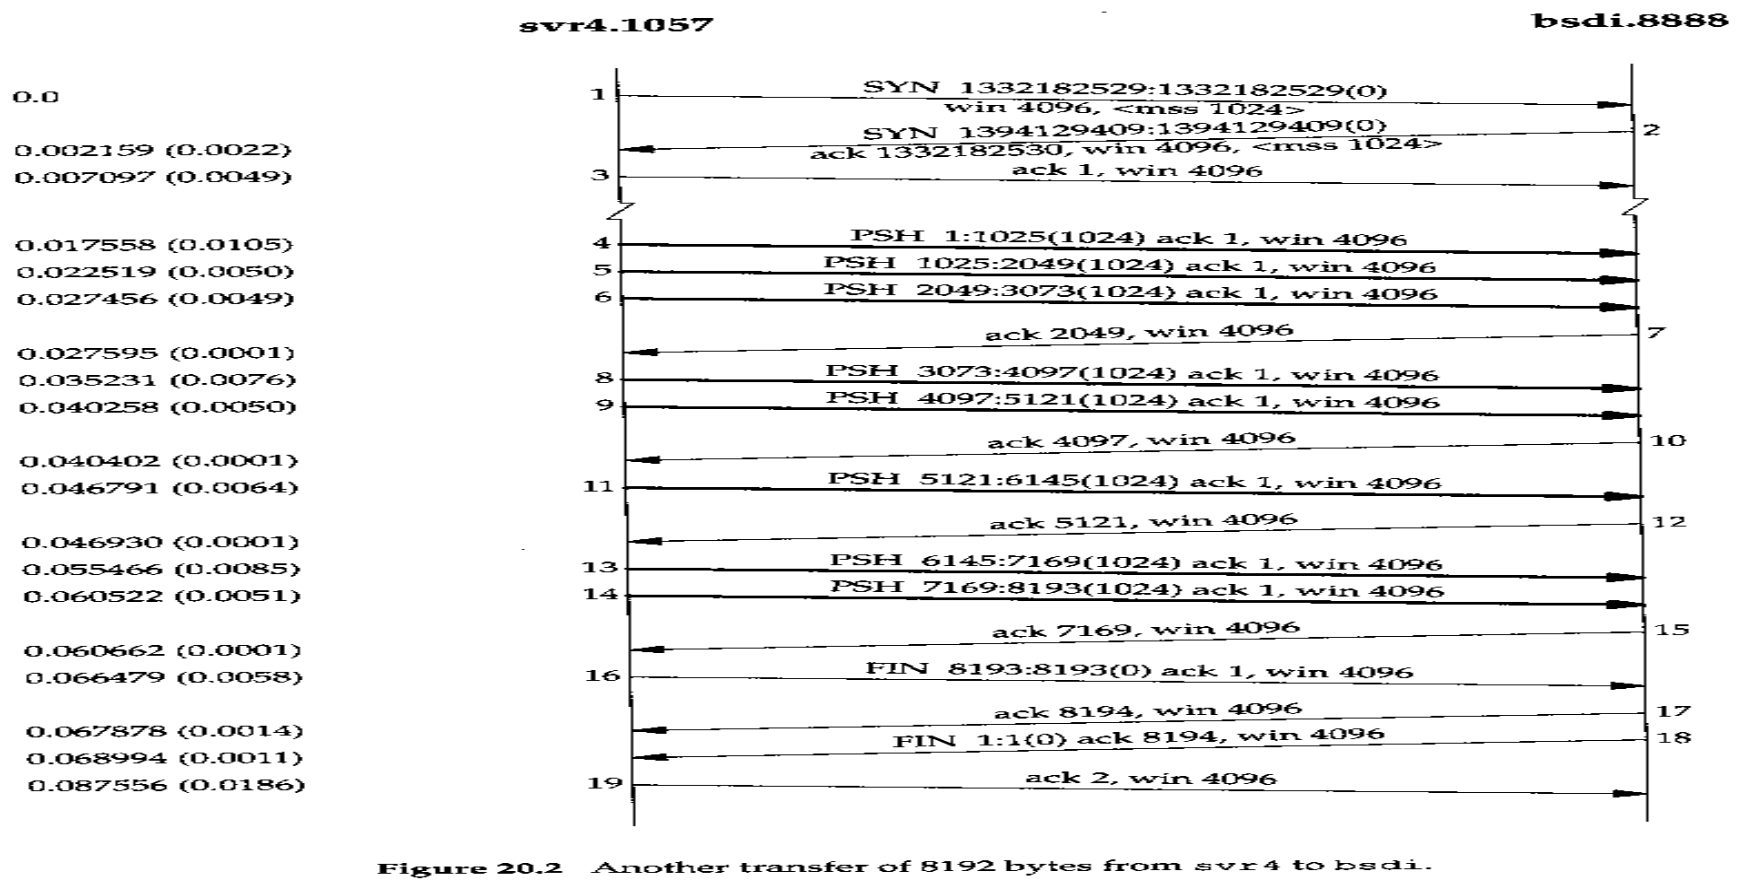 svr4.1057 bsdi.8888
0.0 1 SYN 1332182529:1332182529(0)
win 4096, <mss 1024>
SYN 1394129409:1394129409(0) 2
0.002159 (0.0022) ack 1332182530, win 4096, <mss 1024>
0.007097 (0.0049) 3 ack 1, win 4096
0.017558 (0.0105) 4 PSH 1:1025(1024) ack 1, win 4096
0.022519 (0.0050) 5 PSH 1025:2049(1024) ack 1, win 4096
0.027456 (0.0049) 6 PSH 2049:3073(1024) ack 1, win 4096
ack 2049, win 4096 7
0.027595 (0.0001)
0.035231 (0.0076) 8 PSH 3073:4097(1024) ack 1, win 4096
0.040258 (0.0050) 9 PSH 4097:5121(1024) ack 1, win 4096
ack 4097, win 4096 10
0.040402 (0.0001)
0.046791 (0.0064) 11 PSH 5121:6145(1024) ack 1, win 4096
ack 5121, win 4096 12
0.046930 (0.0001)
0.055466 (0.0085) 13 PSH 6145:7169(1024) ack 1, win 4096
0.060522 (0.0051) 14 PSH 7169:8193(1024) ack 1, win 4096
ack 7169, win 4096 15
0.060662 (0.0001)
0.066479 (0.0058) 16 FIN 8193:8193(0) ack 1, win 4096
ack 8194, win 4096 17
0.067878 (0.0014)
FIN 1:1(0) ack 8194, win 4096 18
0.068994 (0.0011)
0.087556 (0.0186) 19 ack 2, win 4096
Figure 20.2 Another transfer of 8192 bytes from svr4 to bsdi.